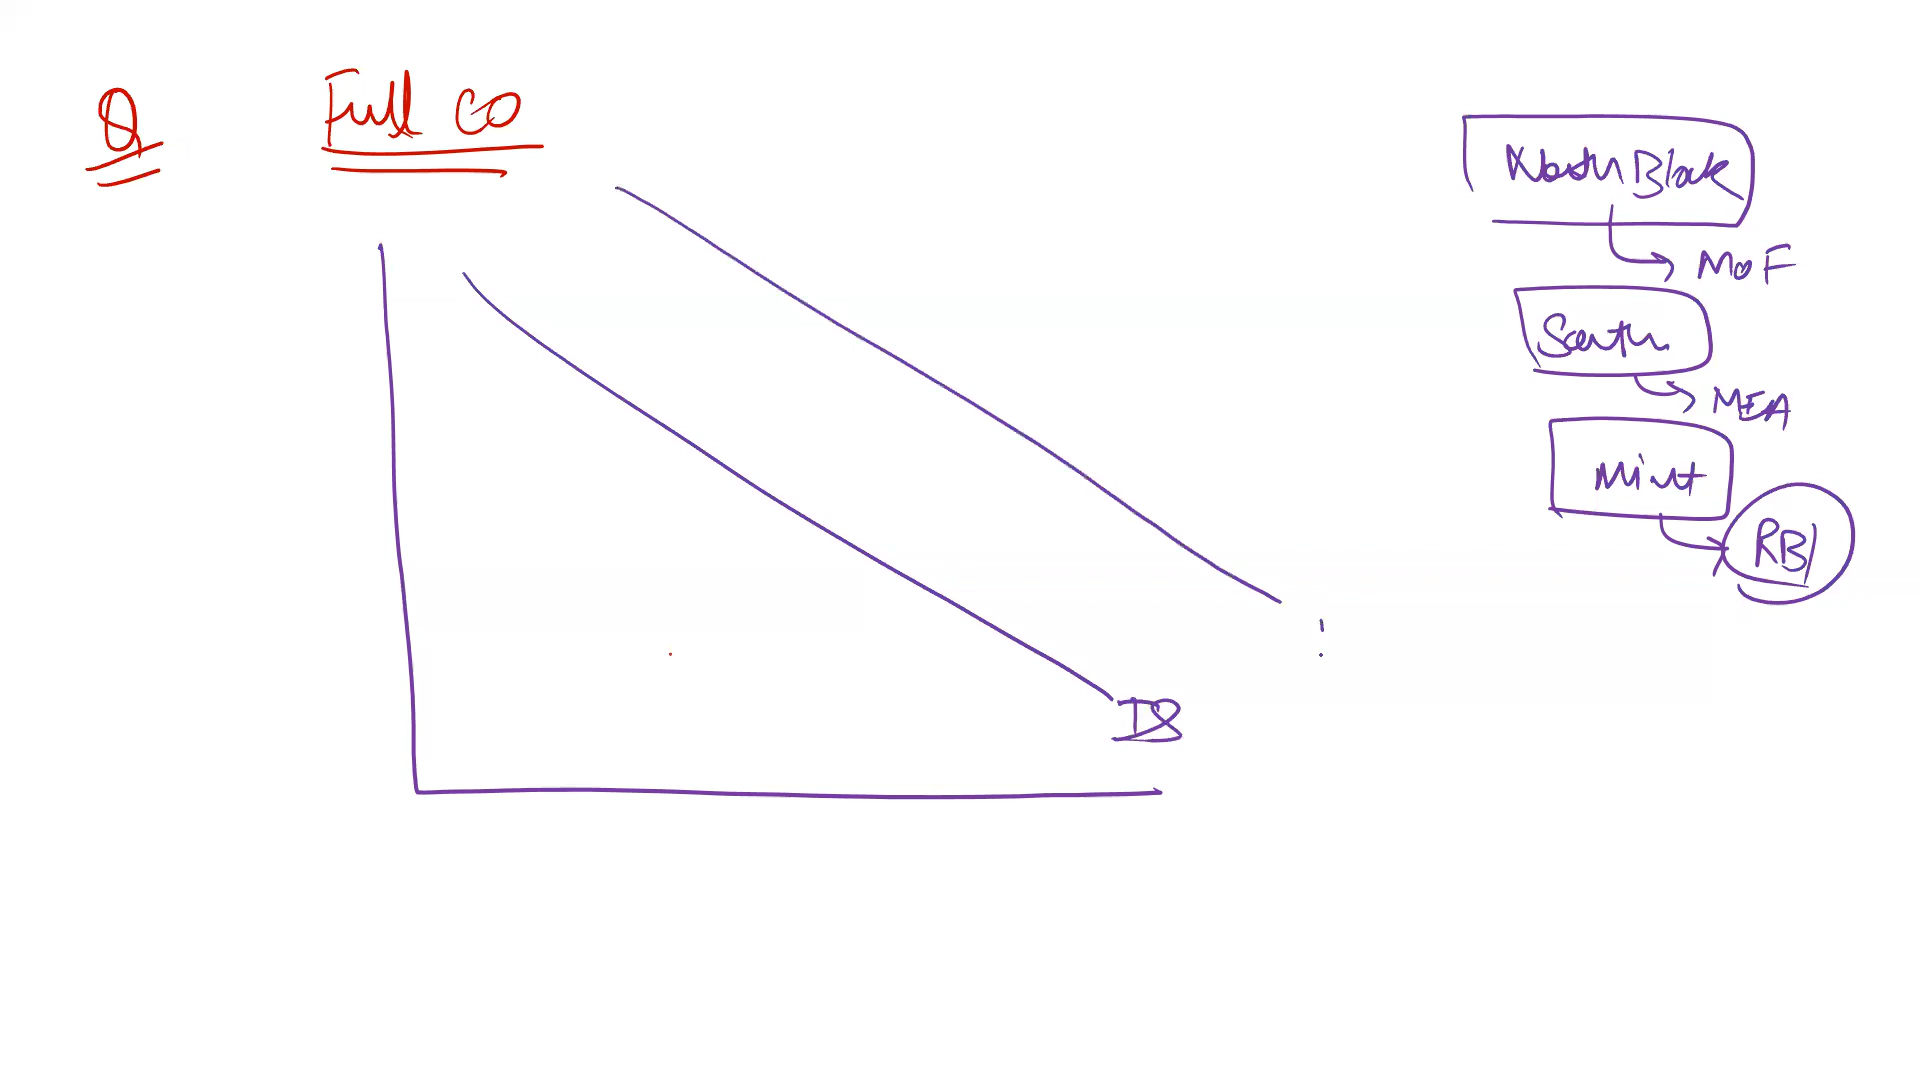 Q
Full CO
North Block
MoF
South
MEA
Mint
RBI
IS